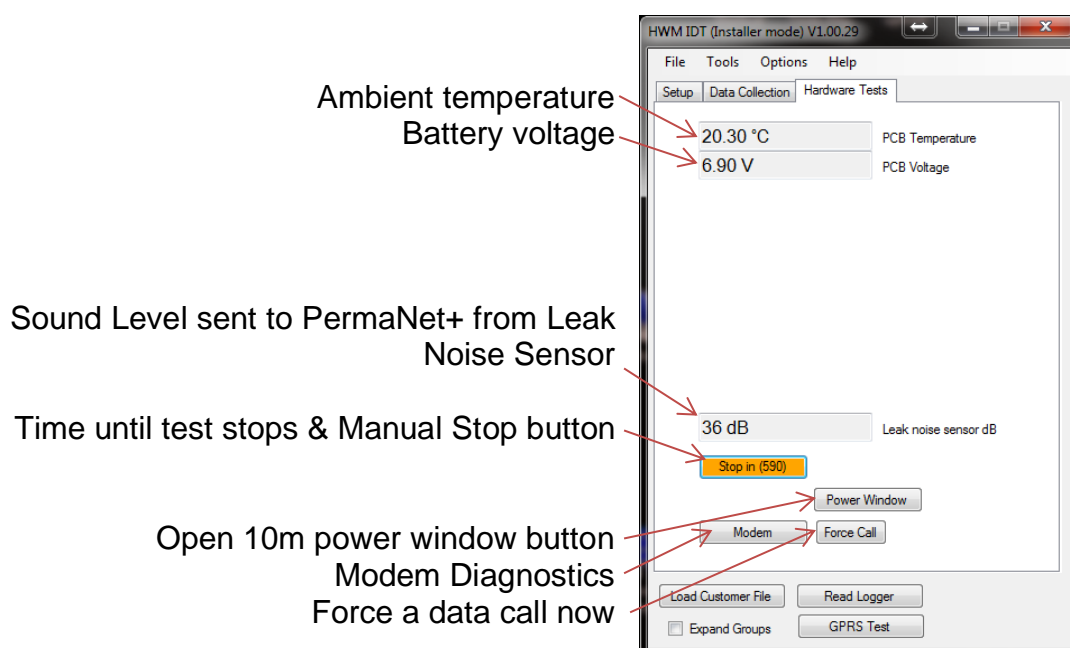 HWM IDT (Installer mode) V1.00.29
File Tools Options Help
Setup Data Collection Hardware Tests
Ambient temperature
20.30 °C PCB Temperature
Battery voltage
6.90 V PCB Voltage
Sound Level sent to PermaNet+ from Leak
Noise Sensor
36 dB Leak noise sensor dB
Time until test stops & Manual Stop button
Stop in (590)
Power Window
Open 10m power window button
Modem Force Call
Modem Diagnostics
Force a data call now
Load Customer File Read Logger
Expand Groups GPRS Test